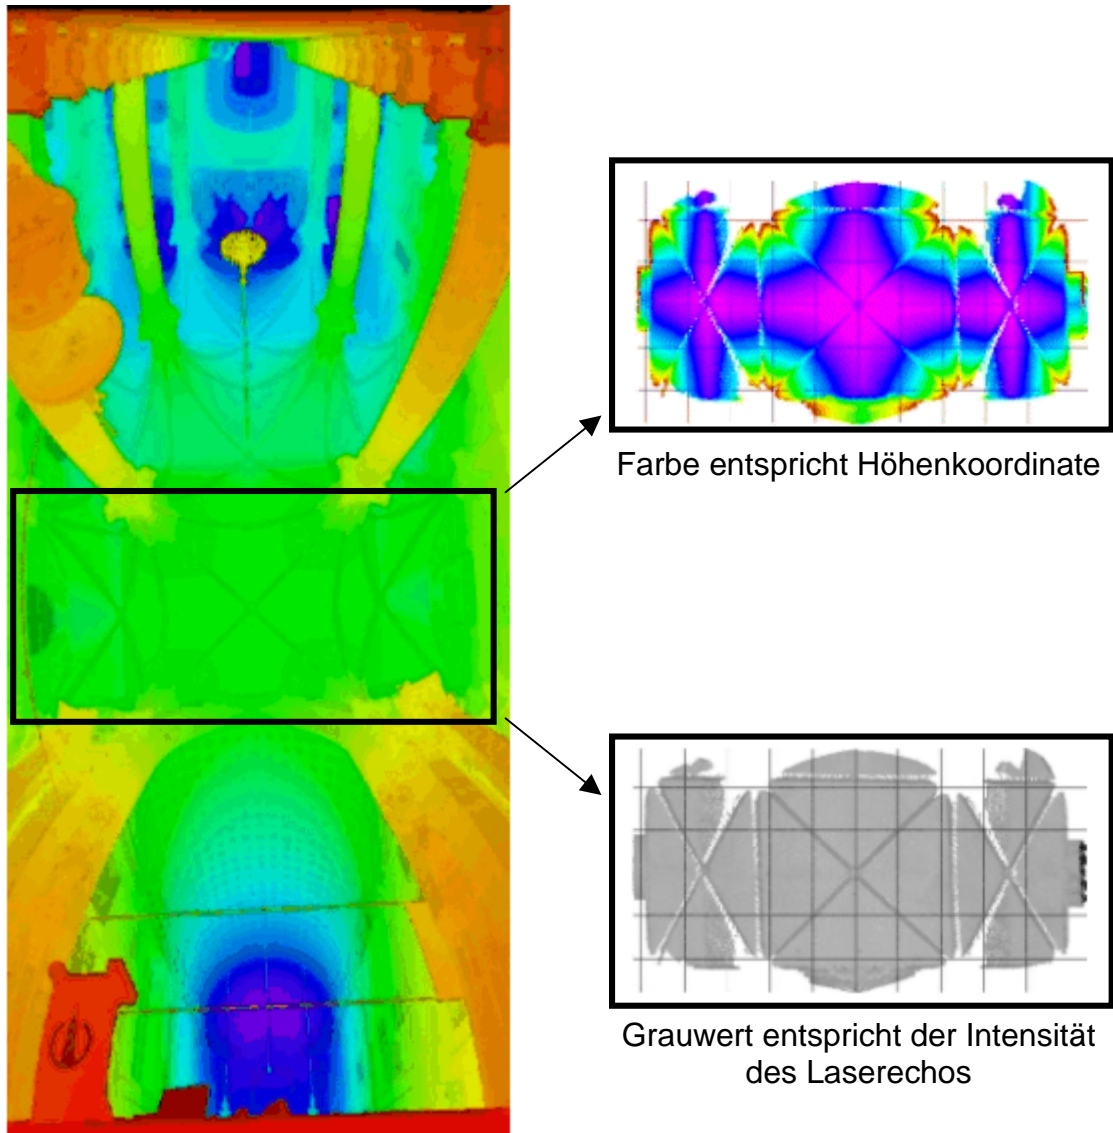 Farbe entspricht Höhenkoordinate
Grauwert entspricht der Intensität
des Laserechos